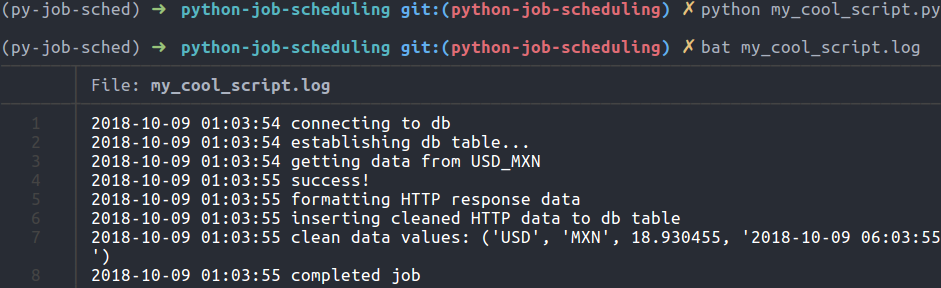 (py-job-sched) ➜ python-job-scheduling git:(python-job-scheduling) ✗ python my_cool_script.py
(py-job-sched) ➜ python-job-scheduling git:(python-job-scheduling) ✗ bat my_cool_script.log
File: my_cool_script.log
1 2018-10-09 01:03:54 connecting to db
2 2018-10-09 01:03:54 establishing db table...
3 2018-10-09 01:03:54 getting data from USD_MXN
4 2018-10-09 01:03:55 success!
5 2018-10-09 01:03:55 formatting HTTP response data
6 2018-10-09 01:03:55 inserting cleaned HTTP data to db table
7 2018-10-09 01:03:55 clean data values: ('USD', 'MXN', 18.930455, '2018-10-09 06:03:55
')
8 2018-10-09 01:03:55 completed job